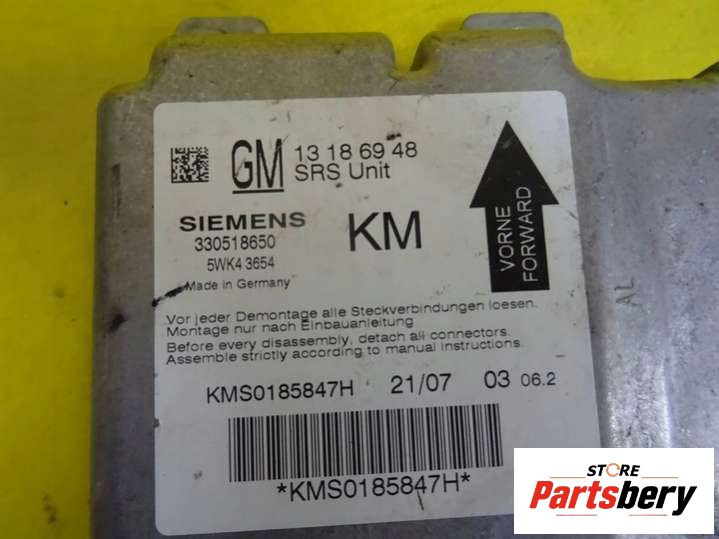 GM 13 18 69 48
SRS Unit
SIEMENS KM
330518650
5WK4 3654
Made in Germany
VORNE
FORWARD
Vor jeder Demontage alle Steckverbindungen loesen.
Montage nur nach Einbauanleitung
Before every disassembly, detach all connectors.
Assemble strictly according to manual instructions.
KMS0185847H 21/07 03 06.2
*KMS0185847H*
AL
STORE
Partsbery